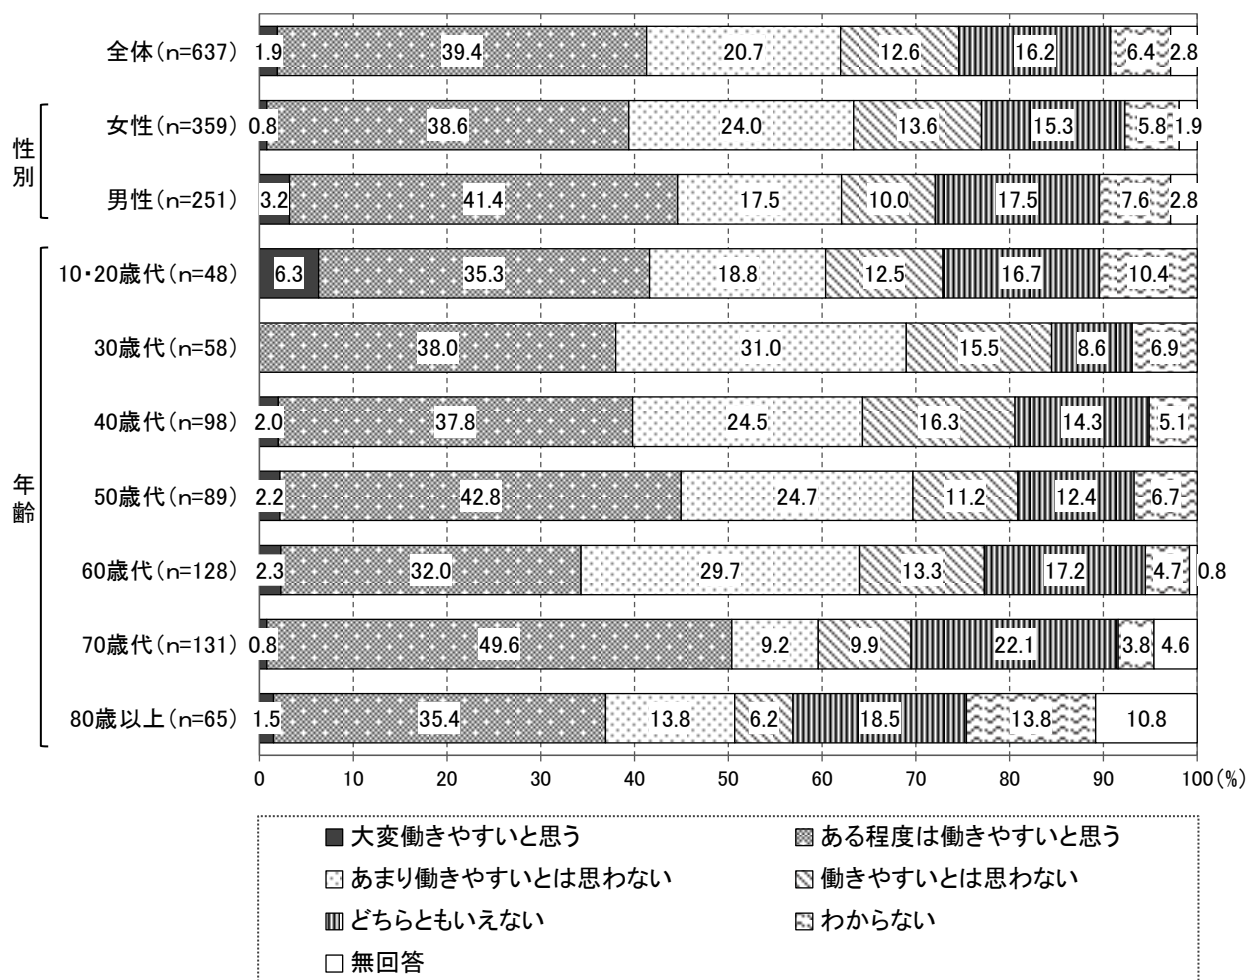 全体(n=637) 1.9 39.4 20.7 12.6 16.2 6.4 2.8
性別
女性(n=359) 0.8 38.6 24.0 13.6 15.3 5.8 1.9
男性(n=251) 3.2 41.4 17.5 10.0 17.5 7.6 2.8
年齢
10・20歳代(n=48) 6.3 35.3 18.8 12.5 16.7 10.4
30歳代(n=58) 38.0 31.0 15.5 8.6 6.9
40歳代(n=98) 2.0 37.8 24.5 16.3 14.3 5.1
50歳代(n=89) 2.2 42.8 24.7 11.2 12.4 6.7
60歳代(n=128) 2.3 32.0 29.7 13.3 17.2 4.7 0.8
70歳代(n=131) 0.8 49.6 9.2 9.9 22.1 3.8 4.6
80歳以上(n=65) 1.5 35.4 13.8 6.2 18.5 13.8 10.8
0 10 20 30 40 50 60 70 80 90 100(%)
大変働きやすいと思う ある程度は働きやすいと思う
あまり働きやすいとは思わない 働きやすいとは思わない
どちらともいえない わからない
無回答